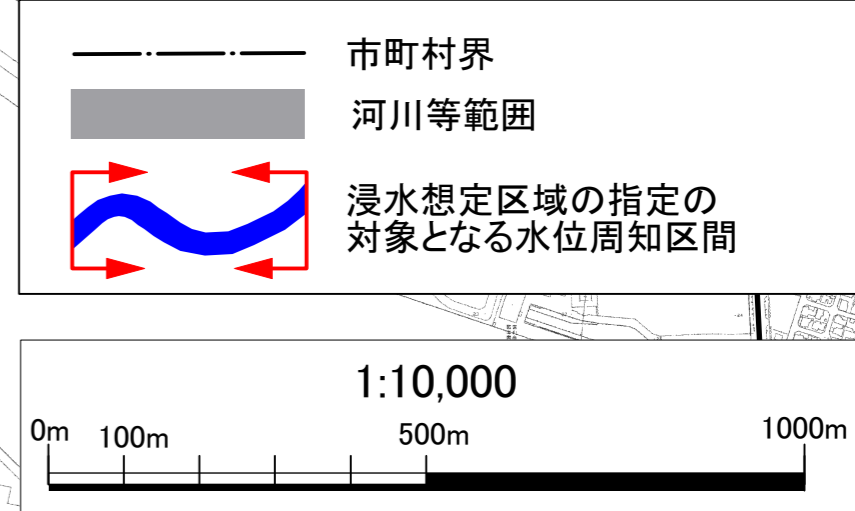 市町村界
河川等範囲
浸水想定区域の指定の
対象となる水位周知区間
1:10,000
0m 100m 500m 1000m